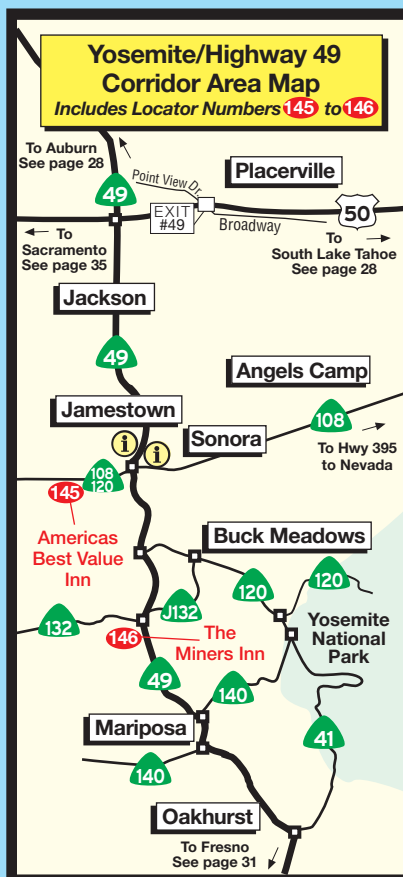 Yosemite/Highway 49
Corridor Area Map
Includes Locator Numbers 145 to 146
To Auburn
See page 28
49
Point View Dr.
Placerville
EXIT
#49
Broadway
50
To
Sacramento
See page 35
To
South Lake Tahoe
See page 28
Jackson
49
Angels Camp
Jamestown
108
i
i
Sonora
To Hwy 395
to Nevada
108
120
145
Americas
Best Value
Inn
Buck Meadows
120
120
J132
132
146
The
Miners Inn
Yosemite
National
Park
49
140
Mariposa
41
140
Oakhurst
To Fresno
See page 31